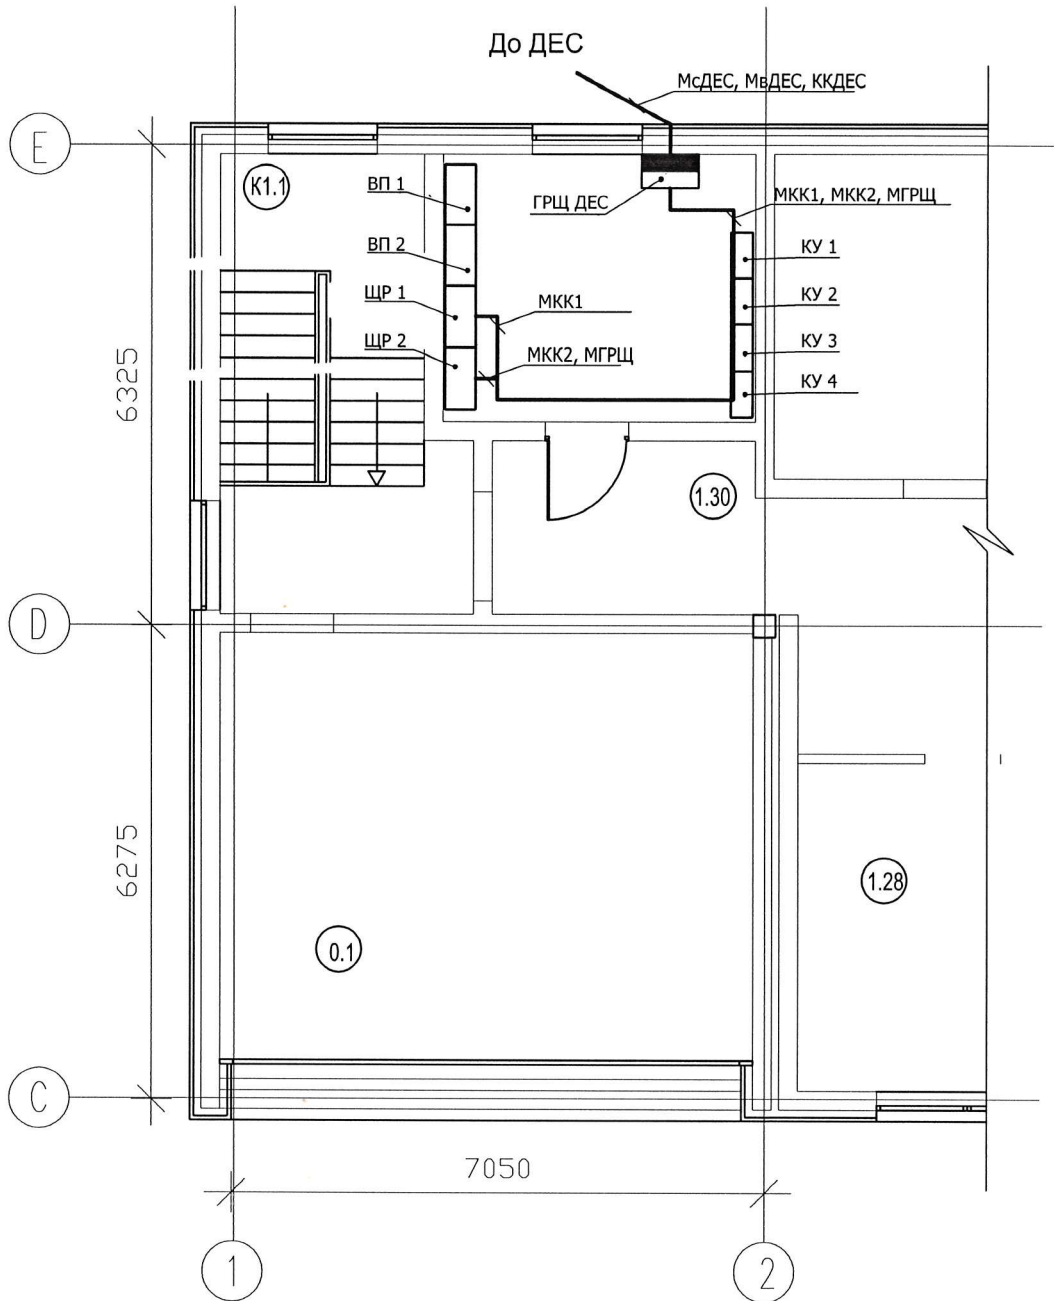 До ДЕС
МсДЕС, МвДЕС, ККДЕС
E
К1.1
ВП 1
ГРЩ ДЕС
МКК1, МКК2, МГРЩ
ВП 2
КУ 1
ЩР 1
МКК1
КУ 2
ЩР 2
МКК2, МГРЩ
КУ 3
КУ 4
6325
1.30
D
6275
1.28
0.1
C
7050
1
2